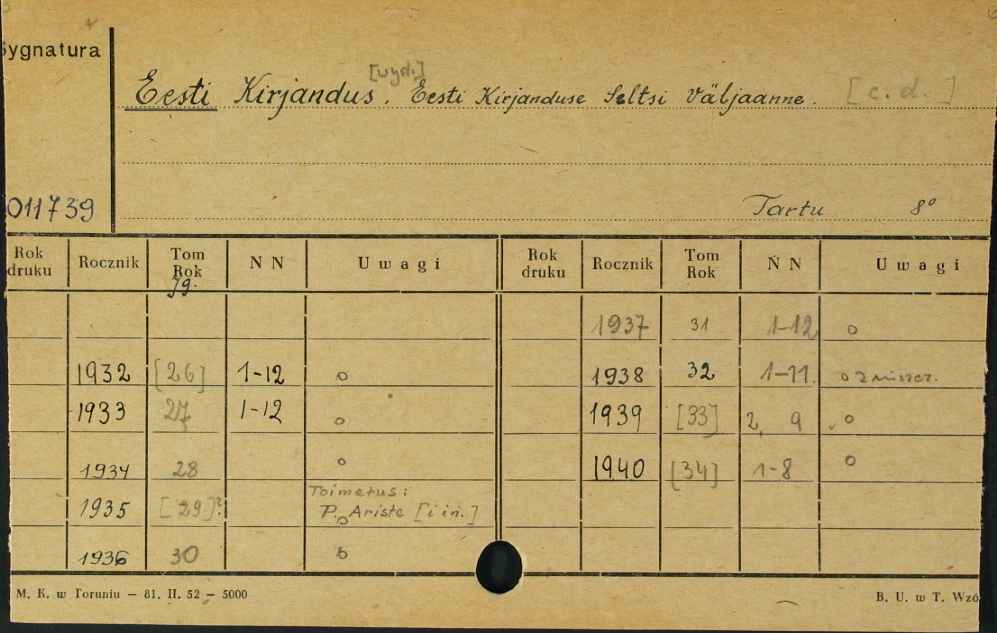 Sygnatura
[wyd.]
Eesti Kirjandus. Eesti Kirjanduse Seltsi Väljaanne. [c.d.]
011739
Tartu 8°
Rok druku Rocznik Tom Rok Jg. N N Uwagi Rok druku Rocznik Tom Rok N N Uwagi
1937 31 1-12 o
1932 [26] 1-12 o 1938 32 1-11. o
1933 27 1-12 o 1939 [33] 2, 9 o
1934 28 o 1940 [34] 1-8 o
1935 [29]? Toimetus: P. Ariste [i in.] o
1936 30 o
M. K. w Toruniu — 81. II. 52 — 5000 B. U. w T. Wzó